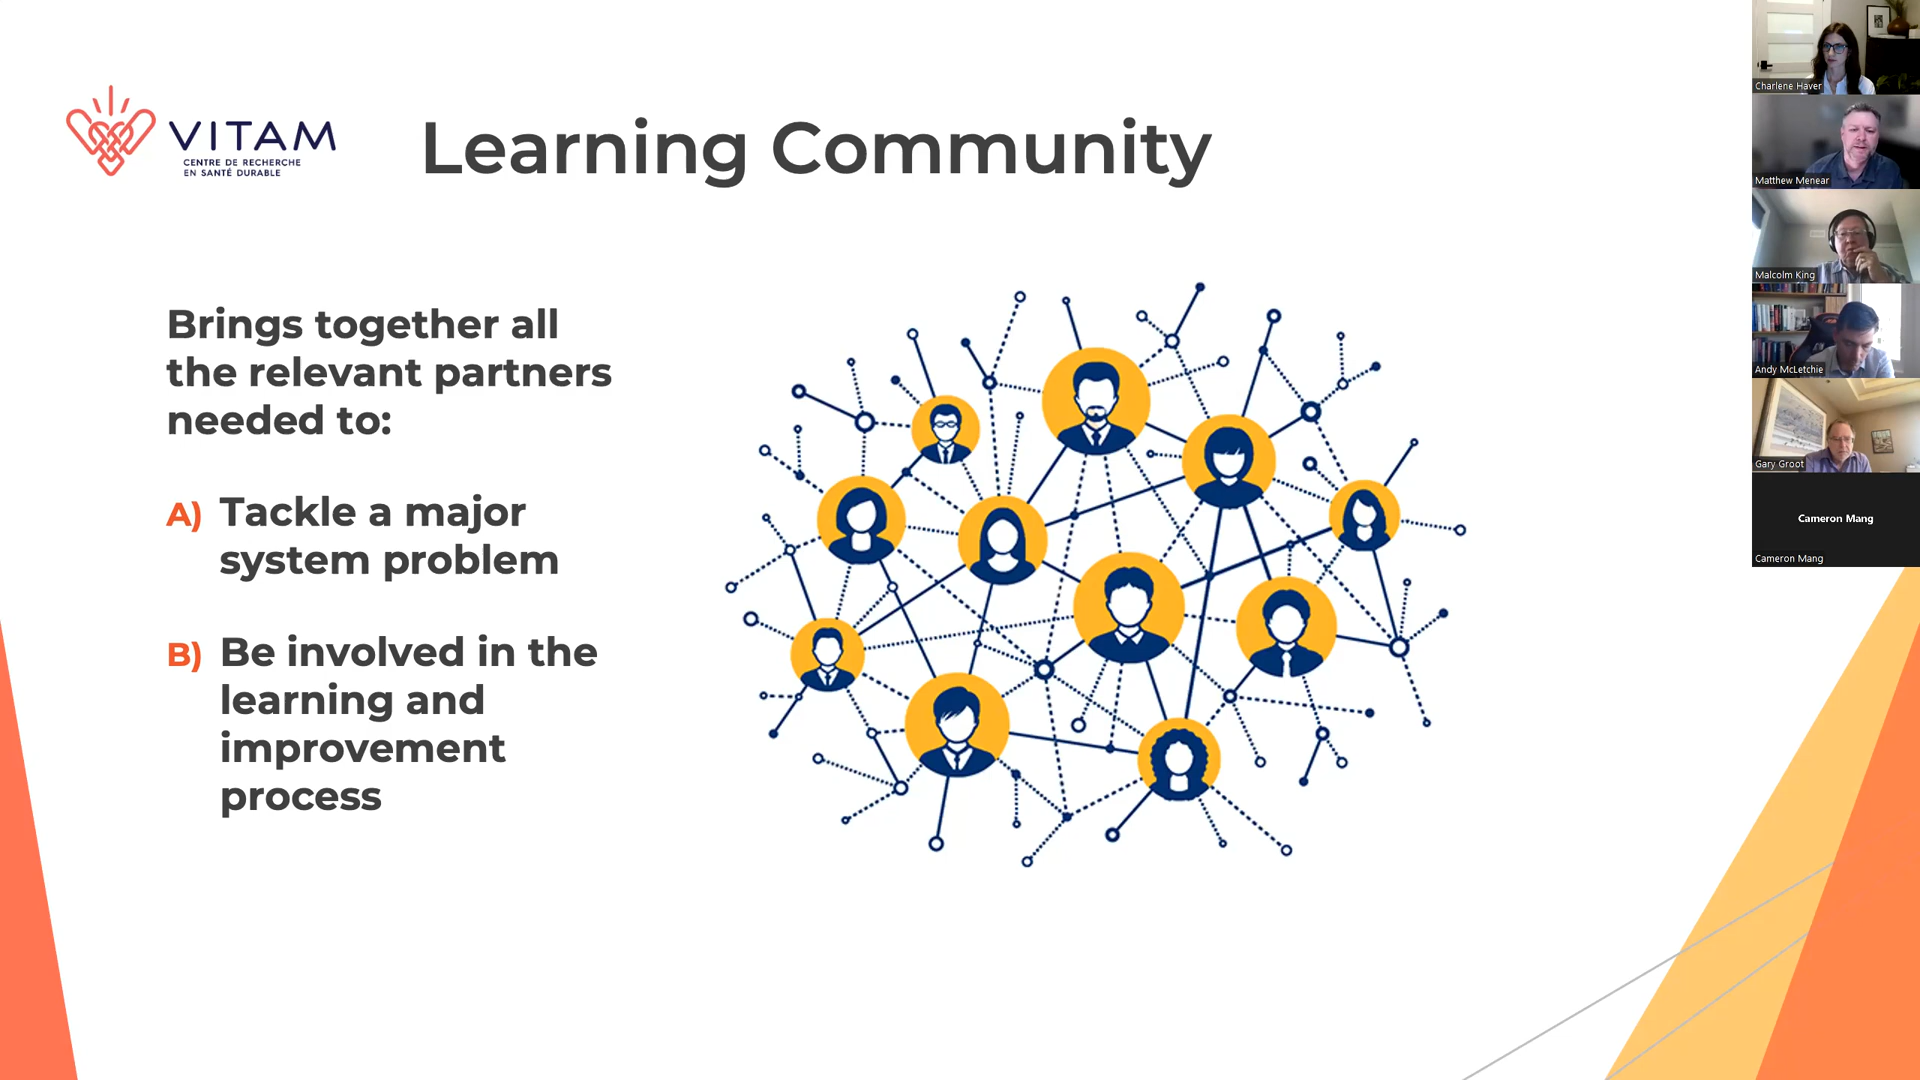 VITAM
CENTRE DE RECHERCHE
EN SANTÉ DURABLE
Learning Community
Brings together all
the relevant partners
needed to:
A) Tackle a major
system problem
B) Be involved in the
learning and
improvement
process
Charlene Haver
Matthew Menear
Malcolm King
Andy McLetchie
Gary Groot
Cameron Mang
Cameron Mang